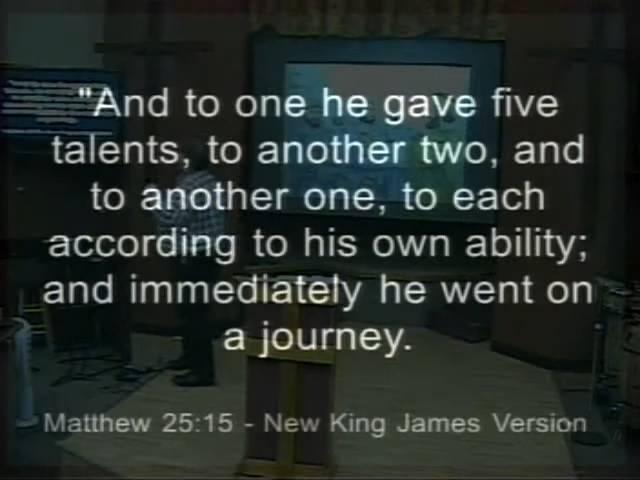 "And to one he gave five
talents, to another two, and
to another one, to each
according to his own ability;
and immediately he went on
a journey.
Matthew 25:15 - New King James Version